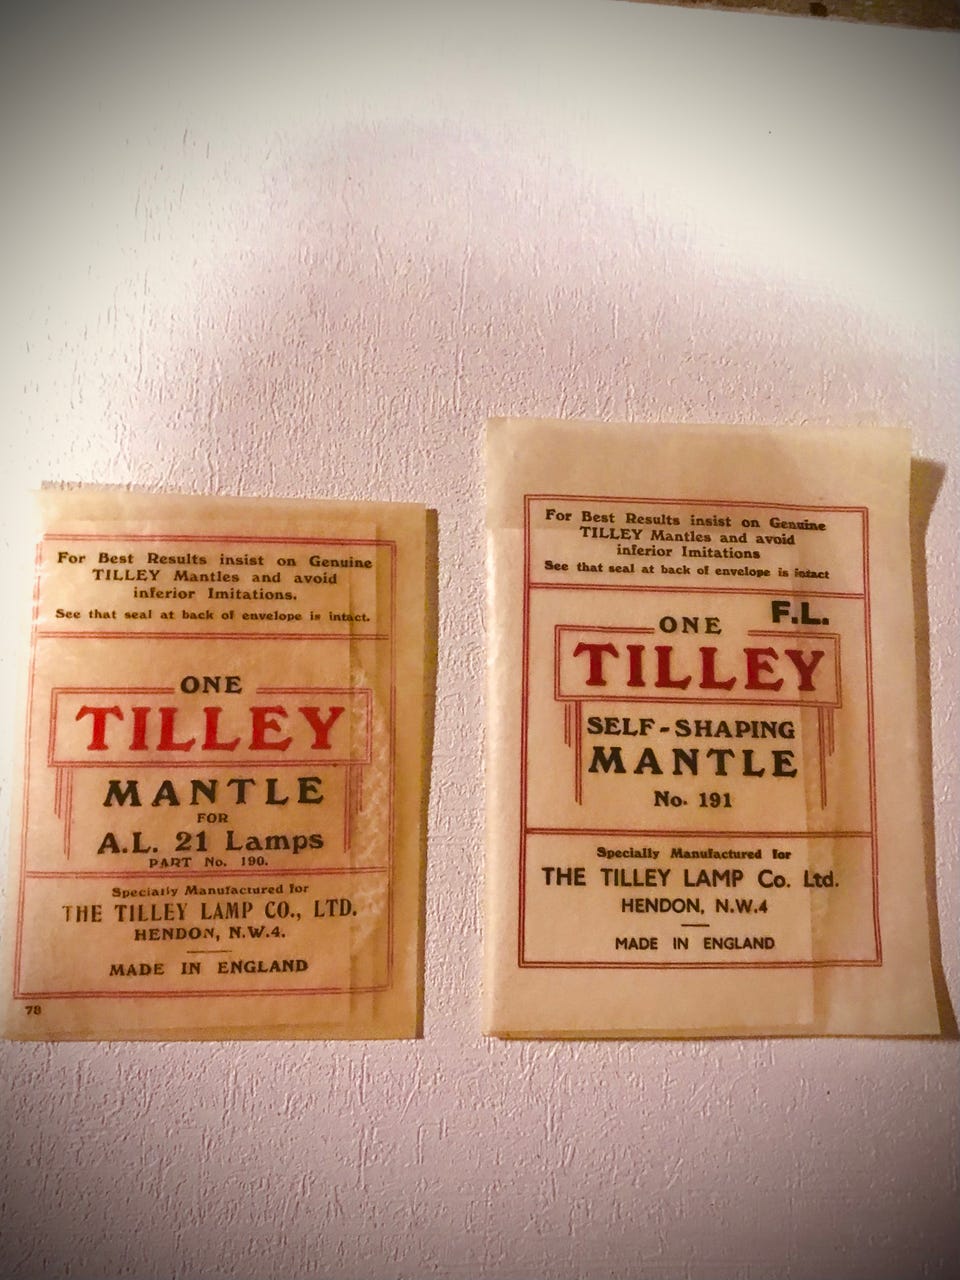 For Best Results insist on Genuine
TILLEY Mantles and avoid
inferior Imitations.
See that seal at back of envelope is intact.
ONE
TILLEY
MANTLE
FOR
A.L. 21 Lamps
PART No. 190.
Specially Manufactured for
THE TILLEY LAMP CO., LTD.
HENDON, N.W.4.
MADE IN ENGLAND
78
For Best Results insist on Genuine
TILLEY Mantles and avoid
inferior Imitations
See that seal at back of envelope is intact
F.L.
ONE
TILLEY
SELF-SHAPING
MANTLE
No. 191
Specially Manufactured for
THE TILLEY LAMP Co. Ltd.
HENDON, N.W.4
MADE IN ENGLAND